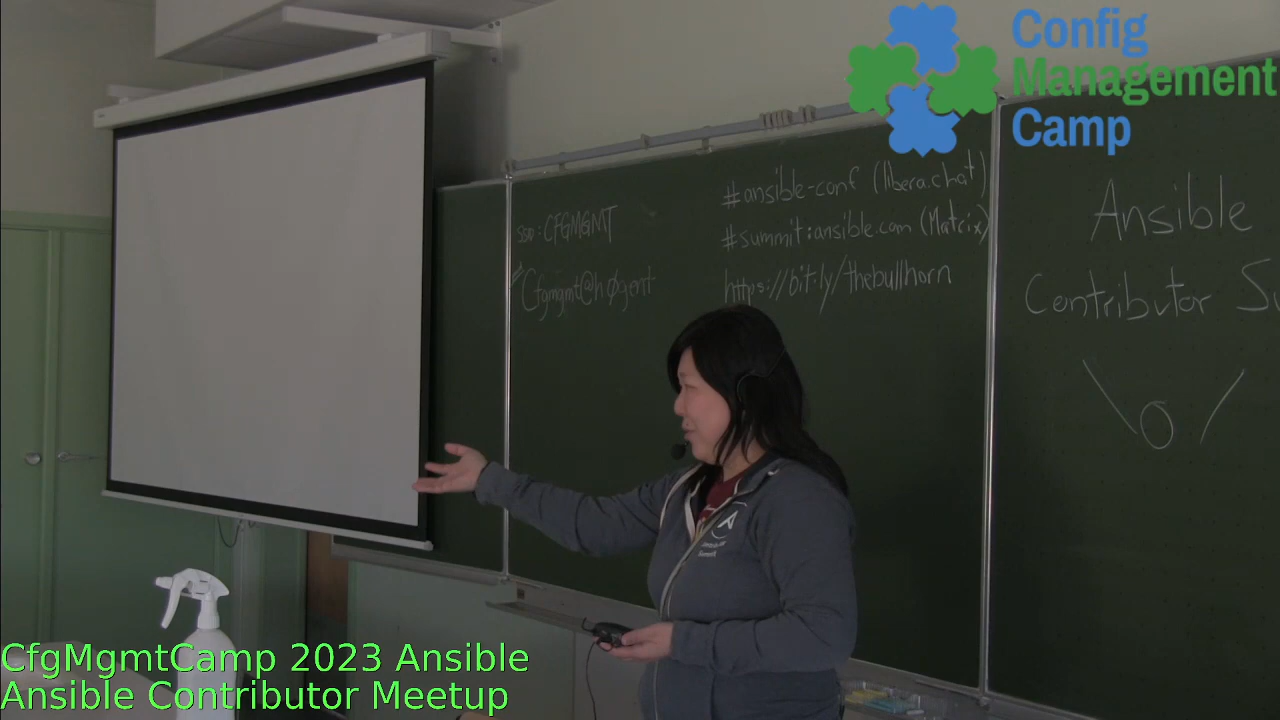 Config
Management
Camp
#ansible-conf (libera.chat)
#summit:ansible.com (Matrix)
https://bit.ly/thebullhorn
SSID: CFGMGMT
Cfgmgmt@h0gent
Ansible
Contributor Su
\o/
CfgMgmtCamp 2023 Ansible
Ansible Contributor Meetup